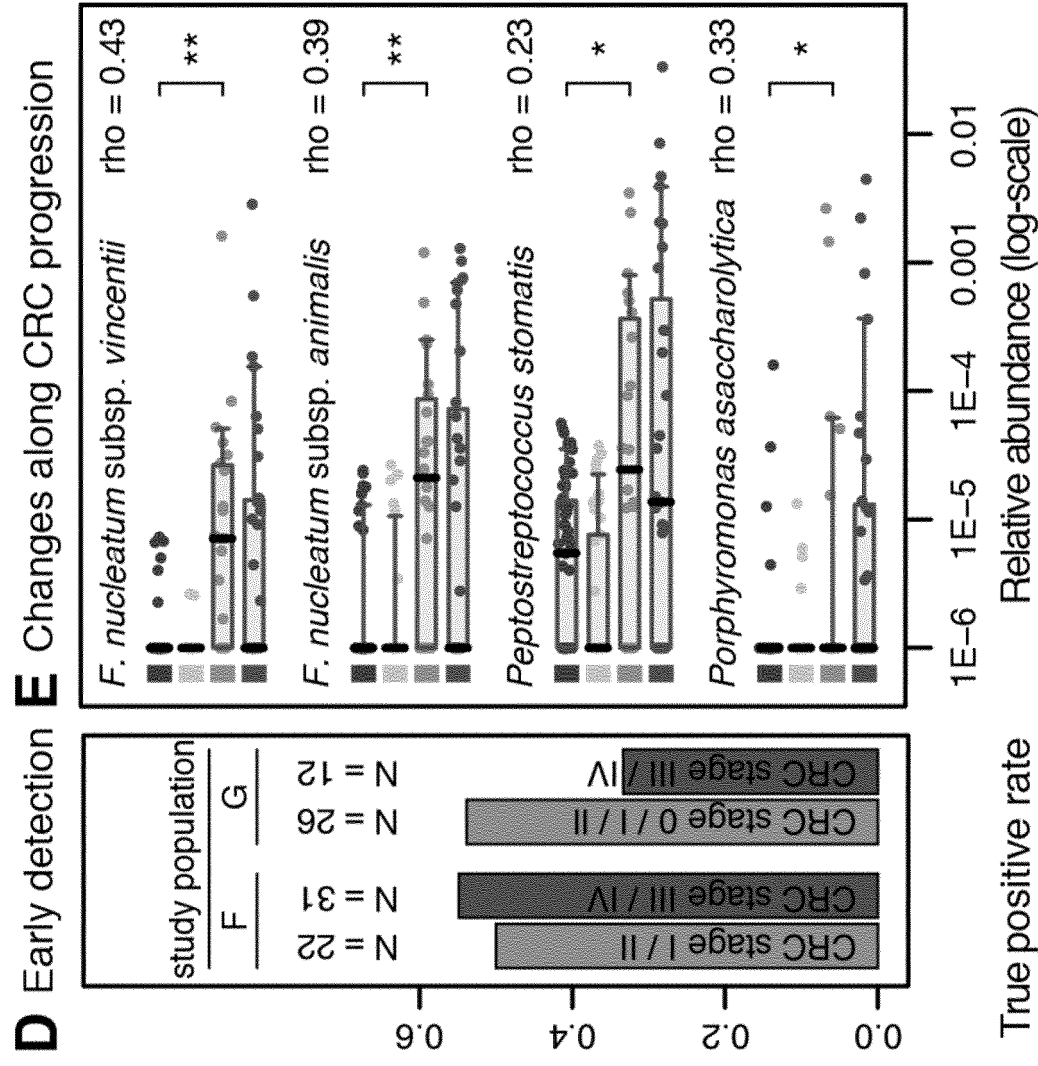 D Early detection
study population
F G
N = 22
N = 31
N = 26
N = 12
CRC stage I / II
CRC stage III / IV
CRC stage 0 / I / II
CRC stage III / IV
0.6
0.4
0.2
0.0
True positive rate
E Changes along CRC progression
F. nucleatum subsp. vincentii rho = 0.43
**
F. nucleatum subsp. animalis rho = 0.39
**
Peptostreptococcus stomatis rho = 0.23
*
Porphyromonas asaccharolytica rho = 0.33
*
1E-6 1E-5 1E-4 0.001 0.01
Relative abundance (log-scale)